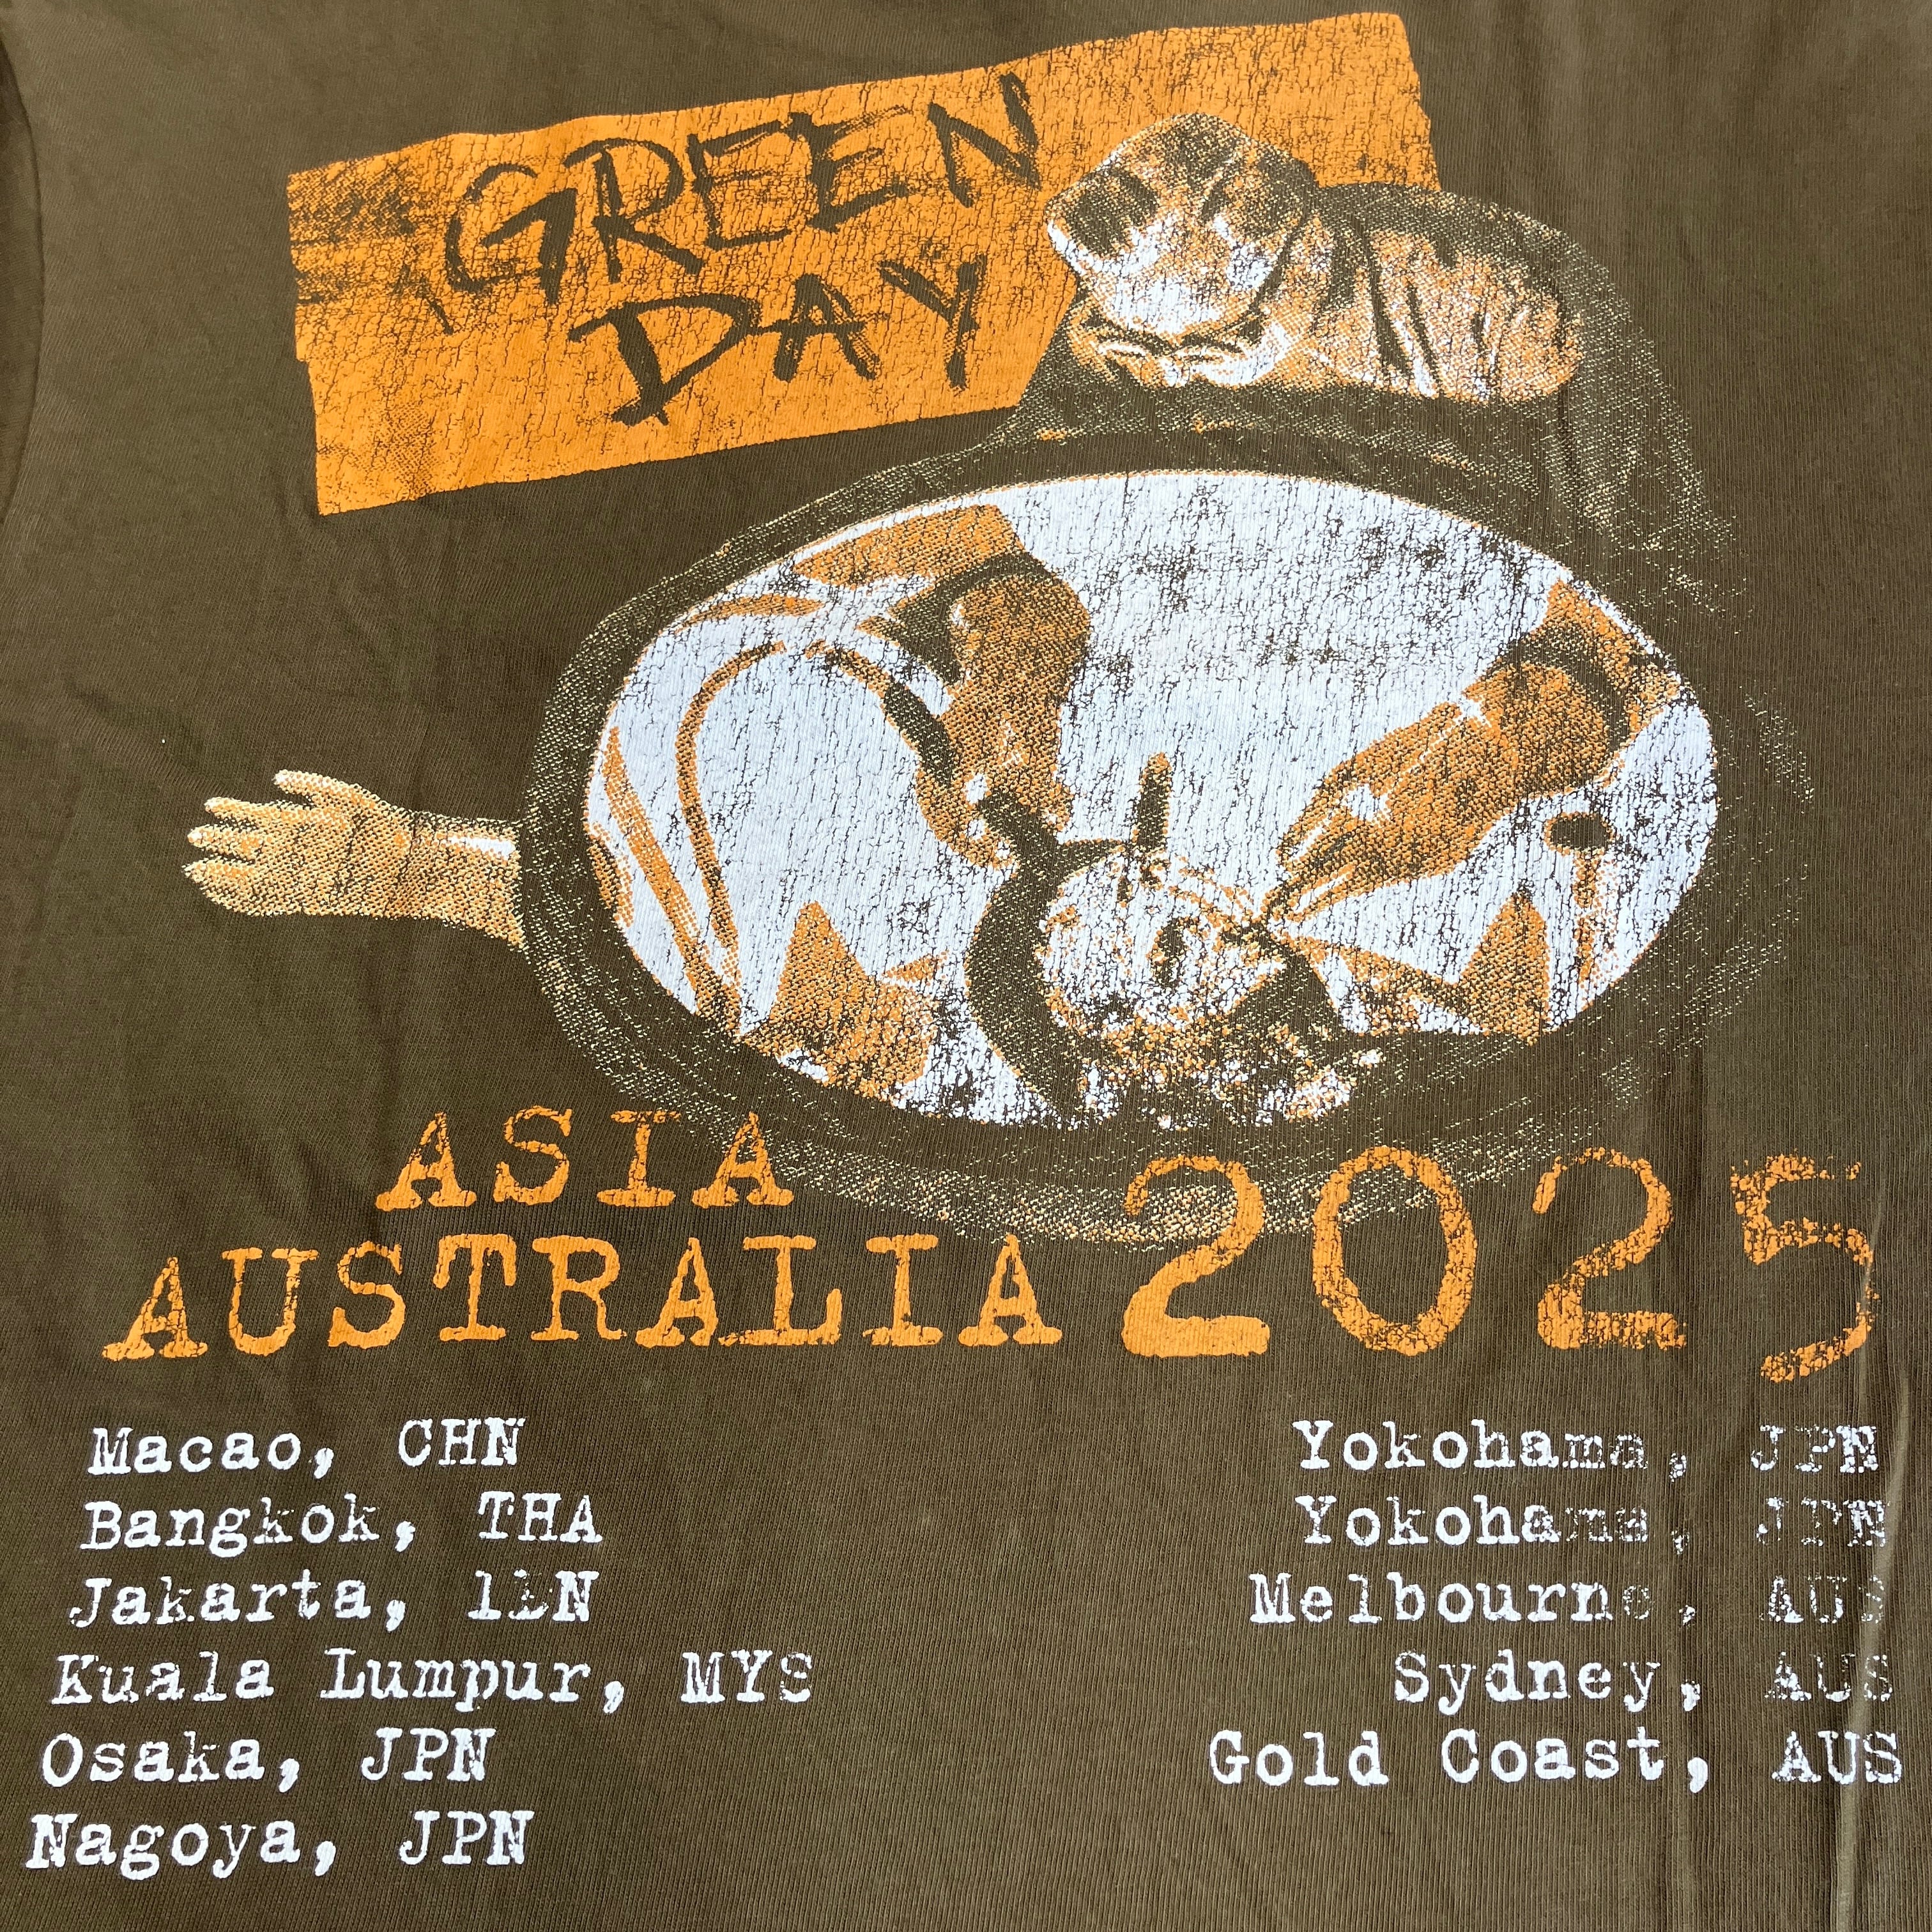 GREEN
DAY
ASIA
AUSTRALIA 2025
Macao, CHN
Bangkok, THA
Jakarta, IDN
Kuala Lumpur, MYS
Osaka, JPN
Nagoya, JPN
Yokohama, JPN
Yokohama, JPN
Melbourne, AUS
Sydney, AUS
Gold Coast, AUS